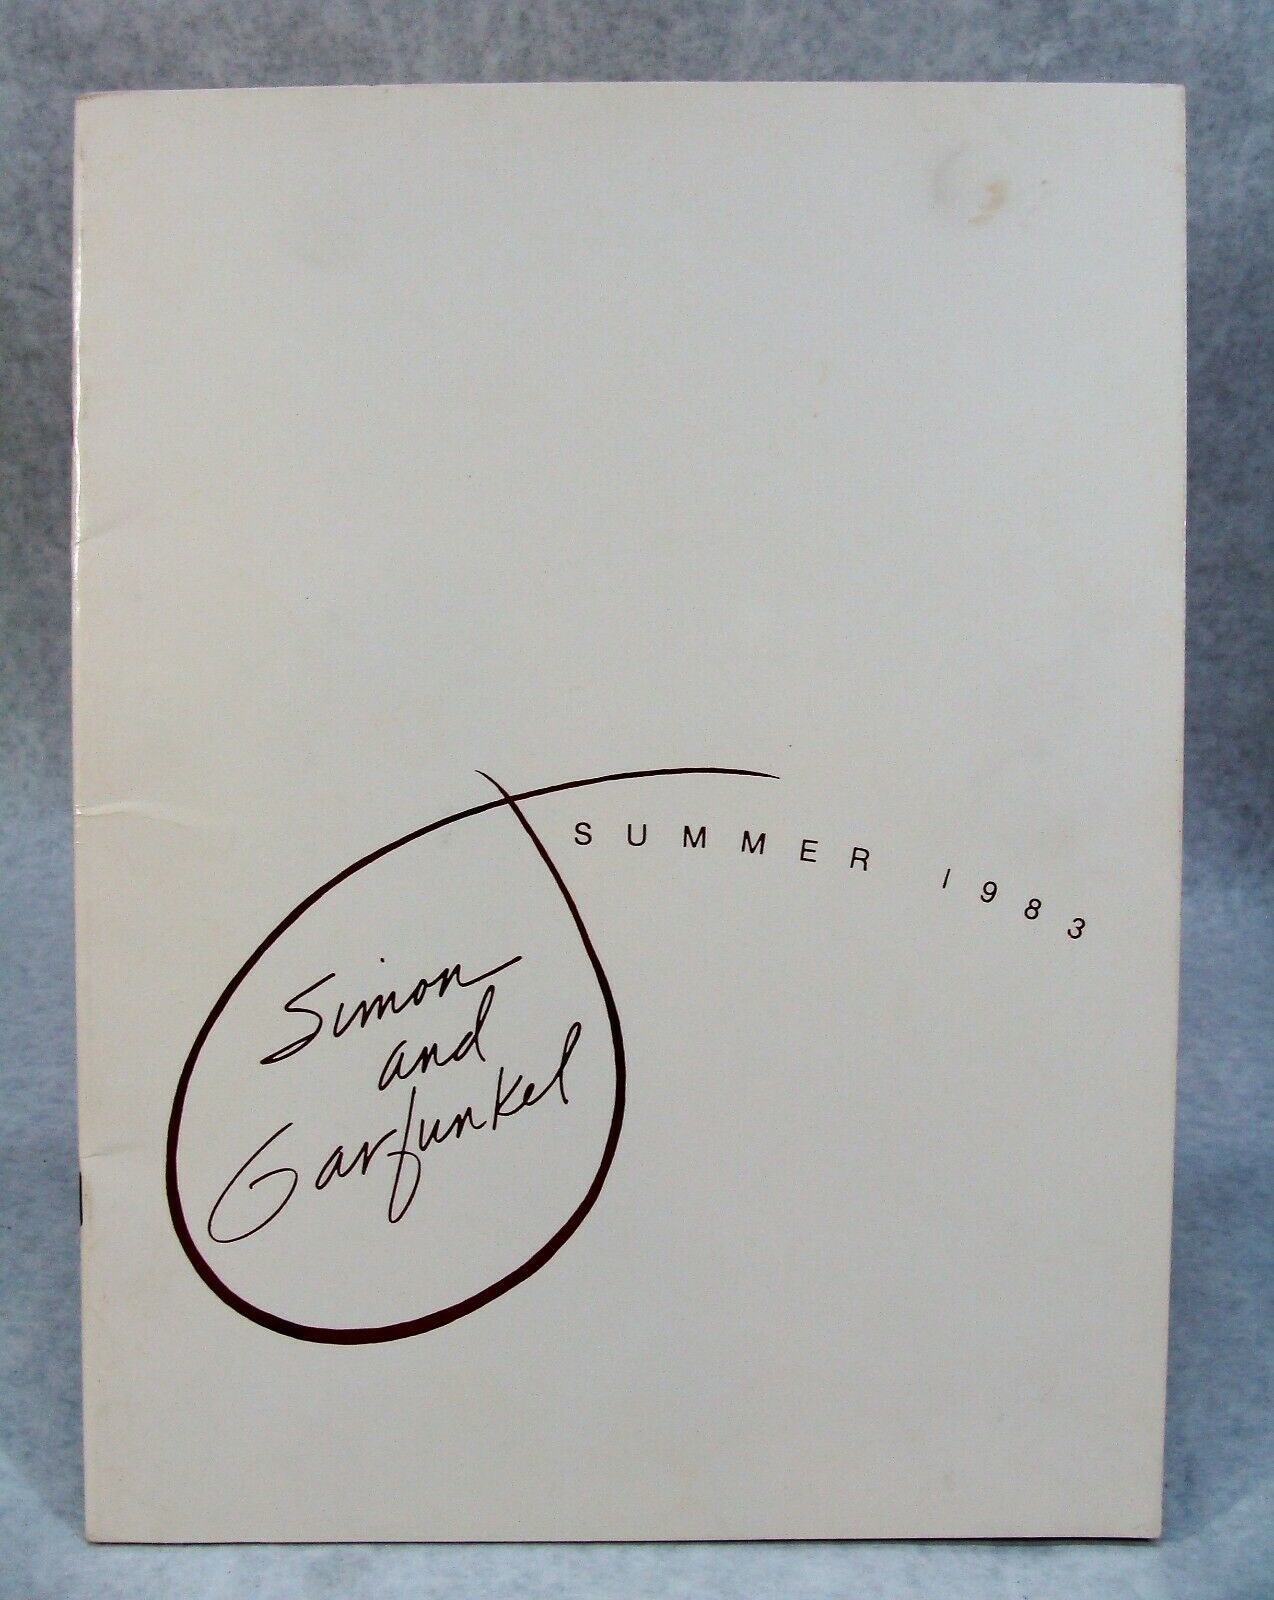 SUMMER 1983
Simon
and
Garfunkel